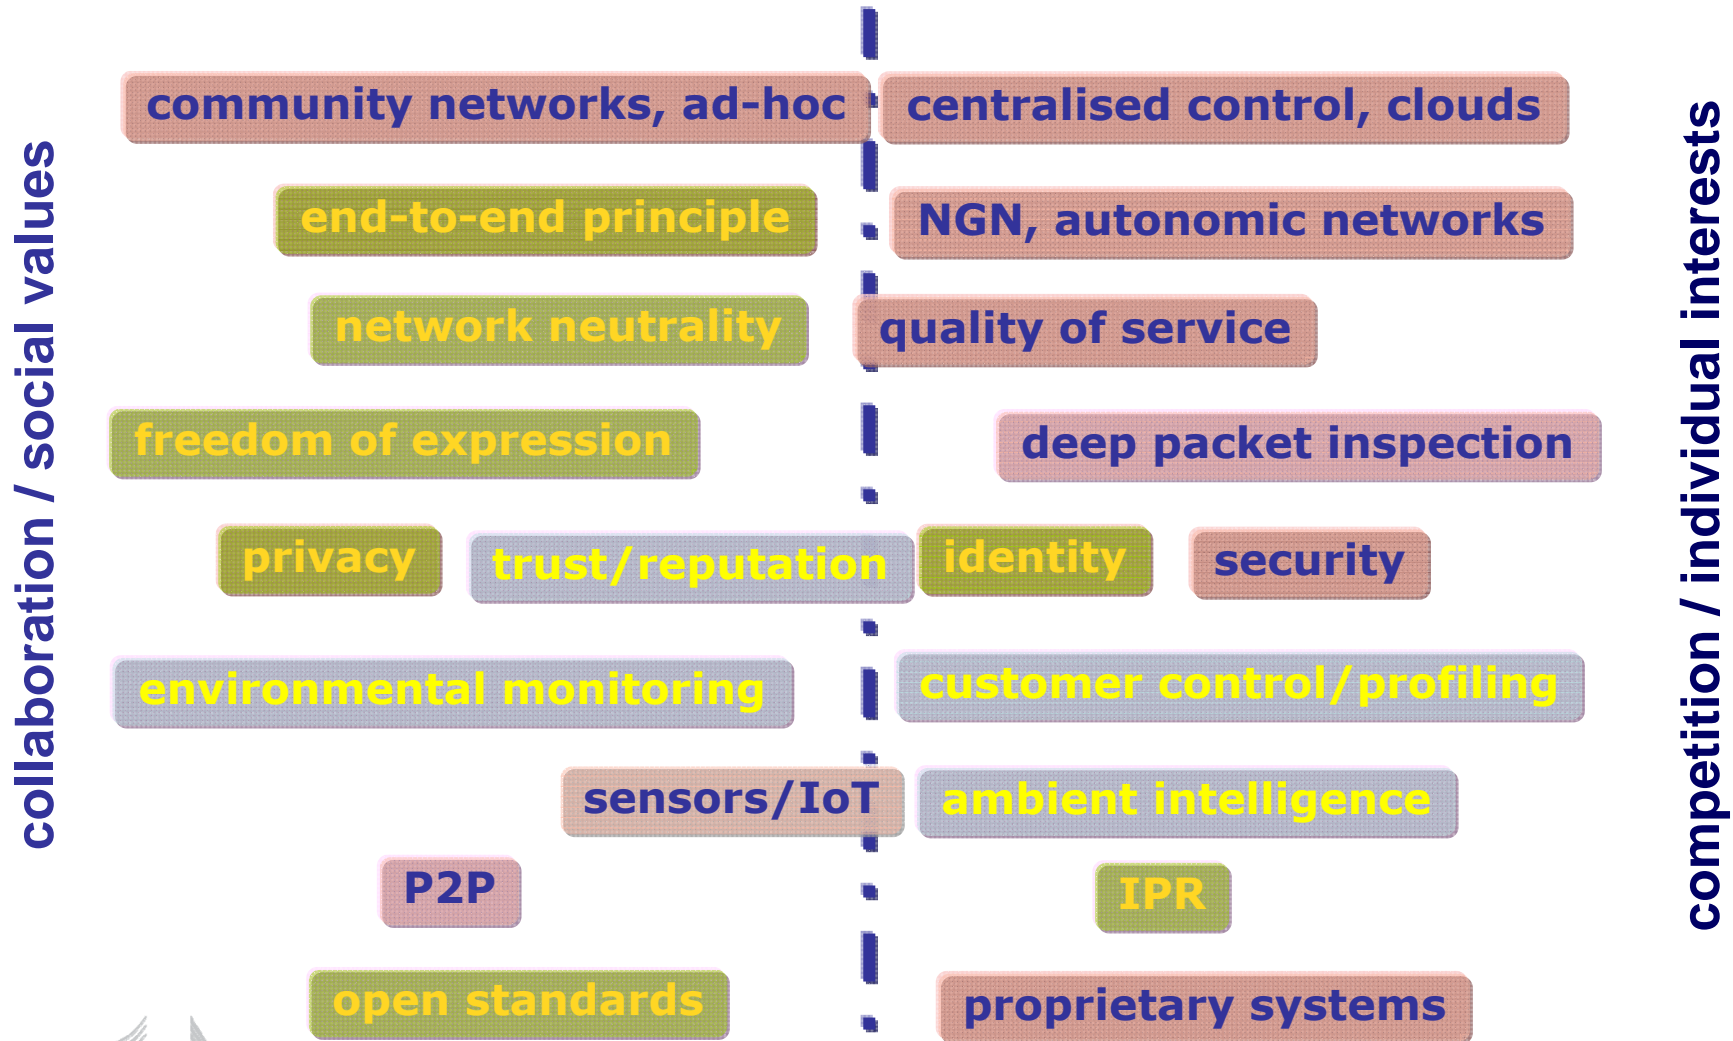 collaboration / social values
community networks, ad-hoc
centralised control, clouds
end-to-end principle
NGN, autonomic networks
network neutrality
quality of service
freedom of expression
deep packet inspection
privacy
trust/reputation
identity
security
environmental monitoring
customer control/profiling
sensors/IoT
ambient intelligence
P2P
IPR
open standards
proprietary systems
competition / individual interests